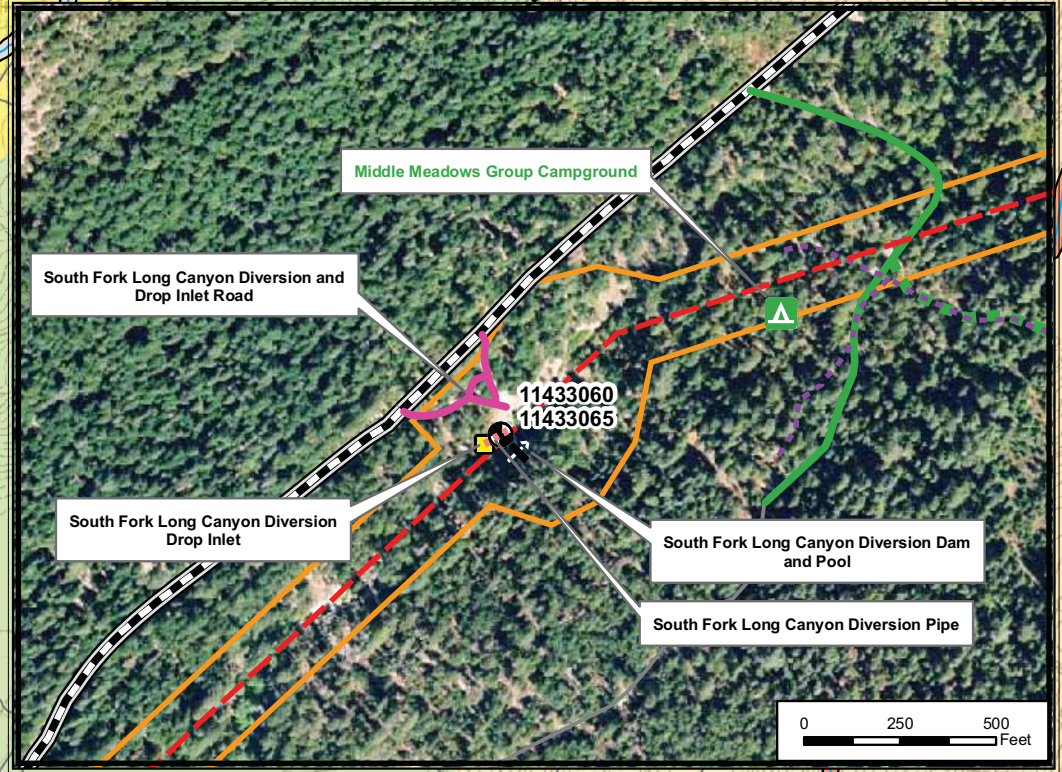 Middle Meadows Group Campground
South Fork Long Canyon Diversion and
Drop Inlet Road
11433060
11433065
South Fork Long Canyon Diversion
Drop Inlet
South Fork Long Canyon Diversion Dam
and Pool
South Fork Long Canyon Diversion Pipe
0 250 500
Feet